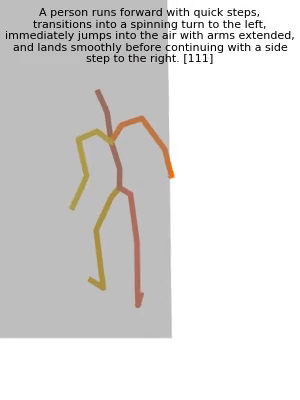 A person runs forward with quick steps,
transitions into a spinning turn to the left,
immediately jumps into the air with arms extended,
and lands smoothly before continuing with a side
step to the right. [111]